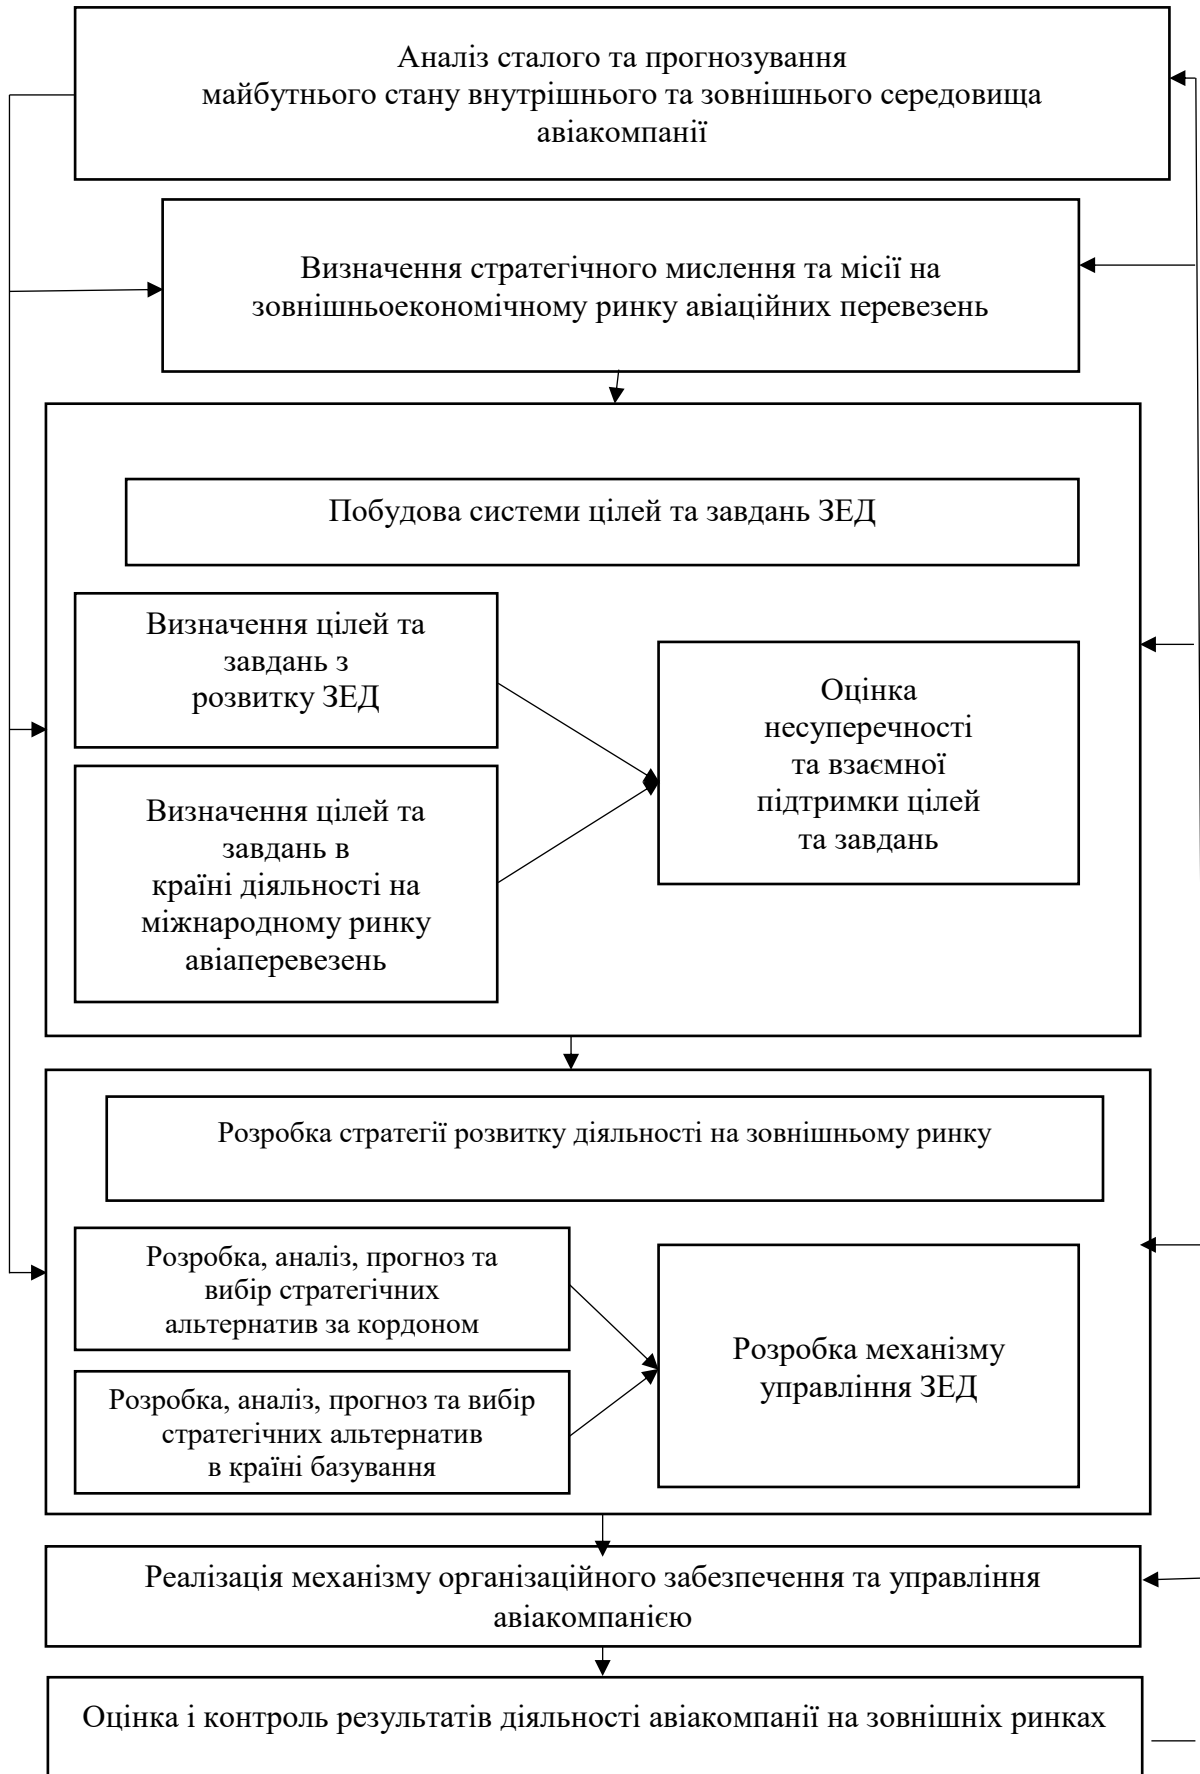 Аналіз сталого та прогнозування
майбутнього стану внутрішнього та зовнішнього середовища
авіакомпанії
Визначення стратегічного мислення та місії на
зовнішньоекономічному ринку авіаційних перевезень
Побудова системи цілей та завдань ЗЕД
Визначення цілей та
завдань з
розвитку ЗЕД
Визначення цілей та
завдань в
країні діяльності на
міжнародному ринку
авіаперевезень
Оцінка
несуперечності
та взаємної
підтримки цілей
та завдань
Розробка стратегії розвитку діяльності на зовнішньому ринку
Розробка, аналіз, прогноз та
вибір стратегічних
альтернатив за кордоном
Розробка, аналіз, прогноз та вибір
стратегічних альтернатив
в країні базування
Розробка механізму
управління ЗЕД
Реалізація механізму організаційного забезпечення та управління
авіакомпанією
Оцінка і контроль результатів діяльності авіакомпанії на зовнішніх ринках